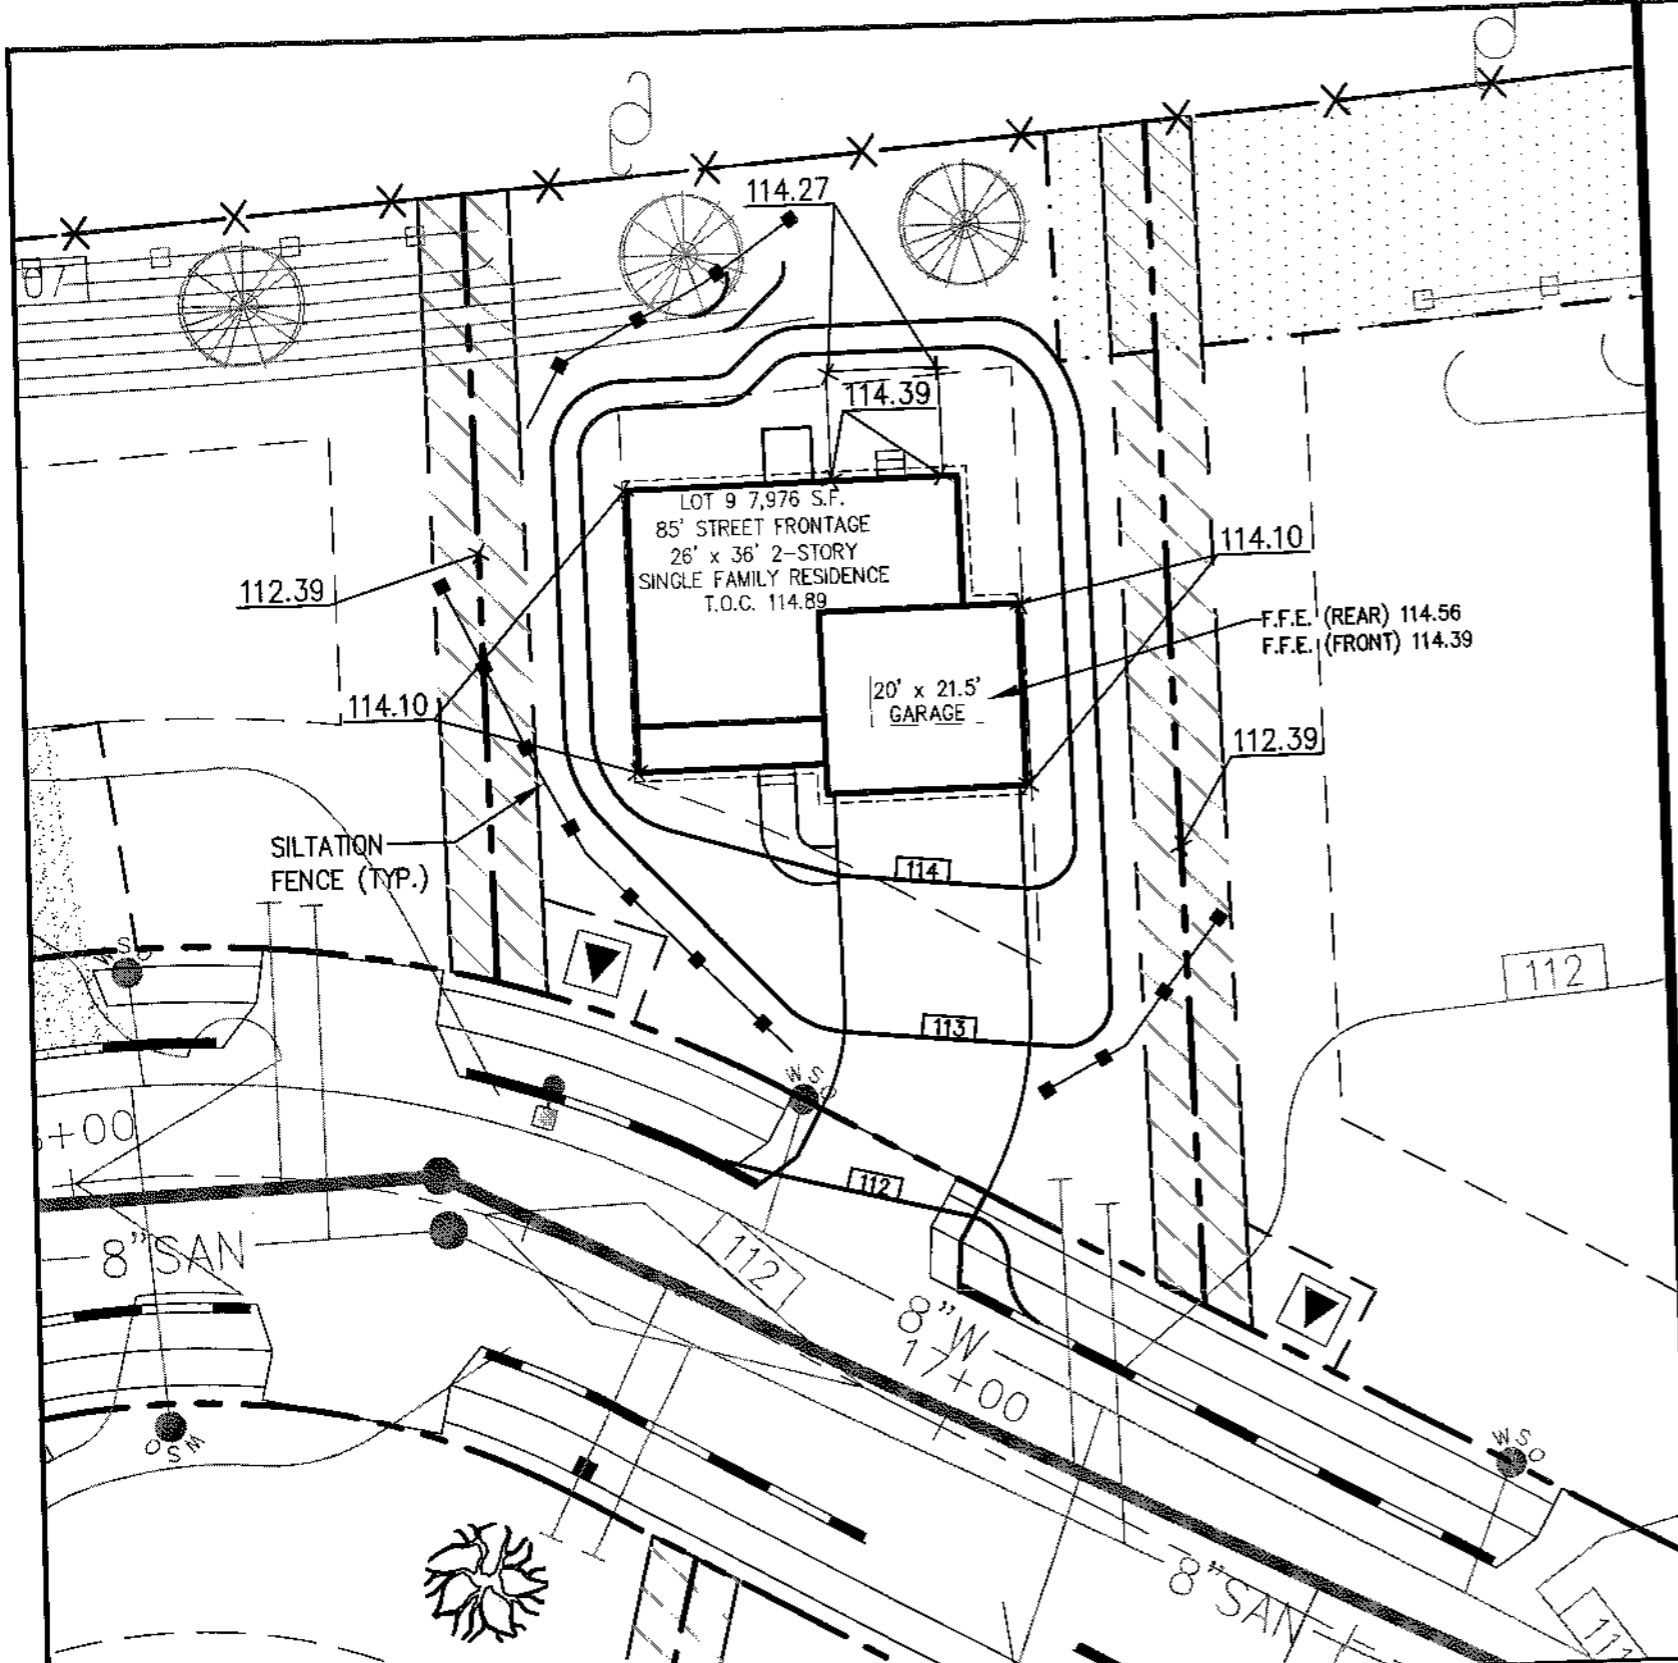 114.27
114.39
LOT 9 7,976 S.F.
85' STREET FRONTAGE
26' x 36' 2-STORY
SINGLE FAMILY RESIDENCE
T.O.C. 114.89
114.10
112.39
F.F.E. (REAR) 114.56
F.F.E. (FRONT) 114.39
20' x 21.5'
GARAGE
114.10
112.39
SILTATION
FENCE (TYP.)
114
W S O
112
113
W S O
+00
112
8"SAN
112
8"W
17+00
W S O
W S O
8"SAN